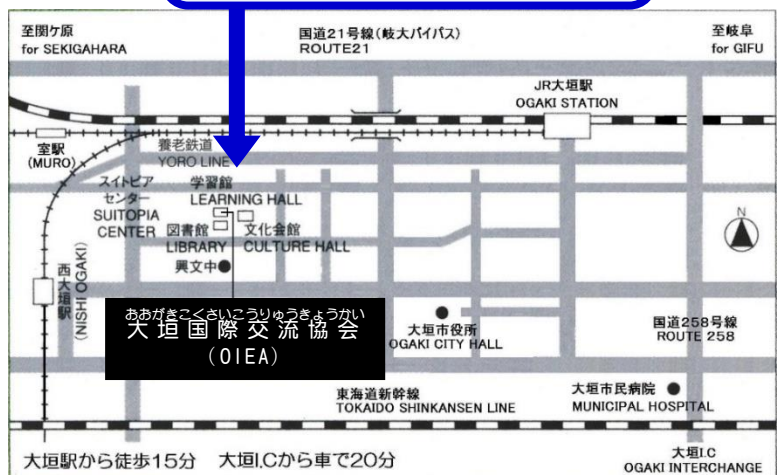 至関ケ原
for SEKIGAHARA
国道21号線(岐大バイパス)
ROUTE21
至岐阜
for GIFU
JR大垣駅
OGAKI STATION
室駅
(MURO)
養老鉄道
YORO LINE
スイトピア
センター
SUITOPIA
CENTER
学習館
LEARNING HALL
図書館
LIBRARY
文化会館
CULTURE HALL
興文中
N
西大垣駅
(NISHI OGAKI)
おおがきこくさいこうりゅうきょうかい
大垣国際交流協会
(OIEA)
大垣市役所
OGAKI CITY HALL
国道258号線
ROUTE 258
東海道新幹線
TOKAIDO SHINKANSEN LINE
大垣市民病院
MUNICIPAL HOSPITAL
大垣駅から徒歩15分 大垣I.Cから車で20分
大垣I.C
OGAKI INTERCHANGE